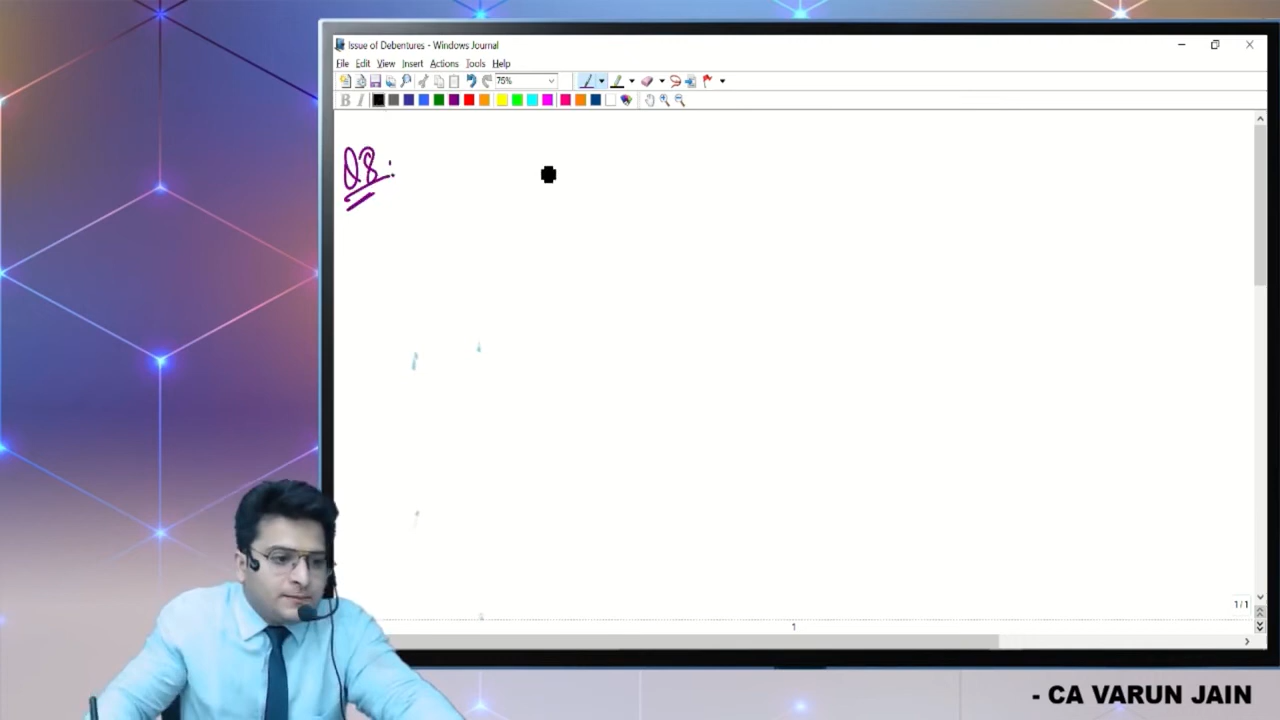 Issue of Debentures - Windows Journal
File Edit View Insert Actions Tools Help
75%
B I
Q8:
1/1
1
- CA VARUN JAIN